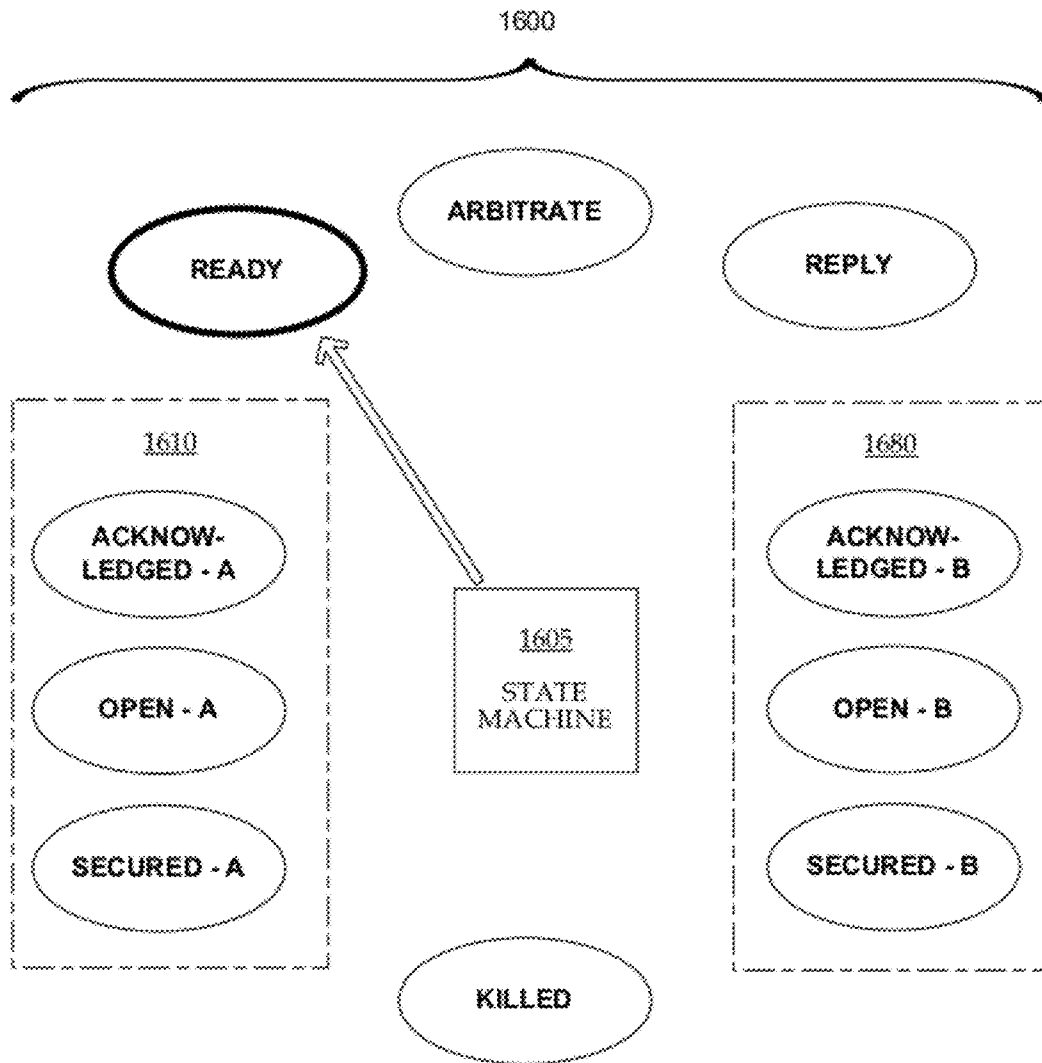 1600
ARBITRATE
READY
REPLY
1610
1680
ACKNOW-
LEDGED - A
ACKNOW-
LEDGED - B
1605
STATE
MACHINE
OPEN - A
OPEN - B
SECURED - A
SECURED - B
KILLED